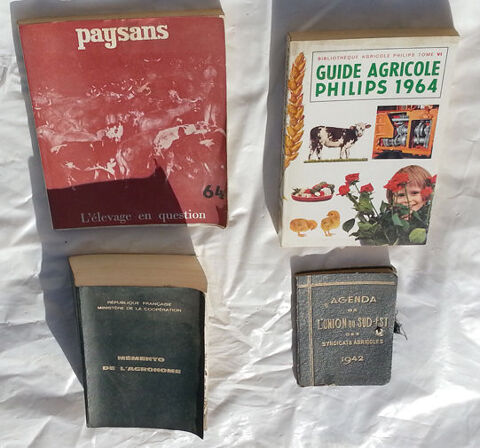 paysans
64
L'élevage en question
BIBLIOTHÈQUE AGRICOLE PHILIPS TOME VI
GUIDE AGRICOLE
PHILIPS 1964
RÉPUBLIQUE FRANÇAISE
MINISTÈRE DE LA COOPÉRATION
MÉMENTO
DE L'AGRONOME
AGENDA
DE
L'UNION DU SUD-EST
DES
SYNDICATS AGRICOLES
1942